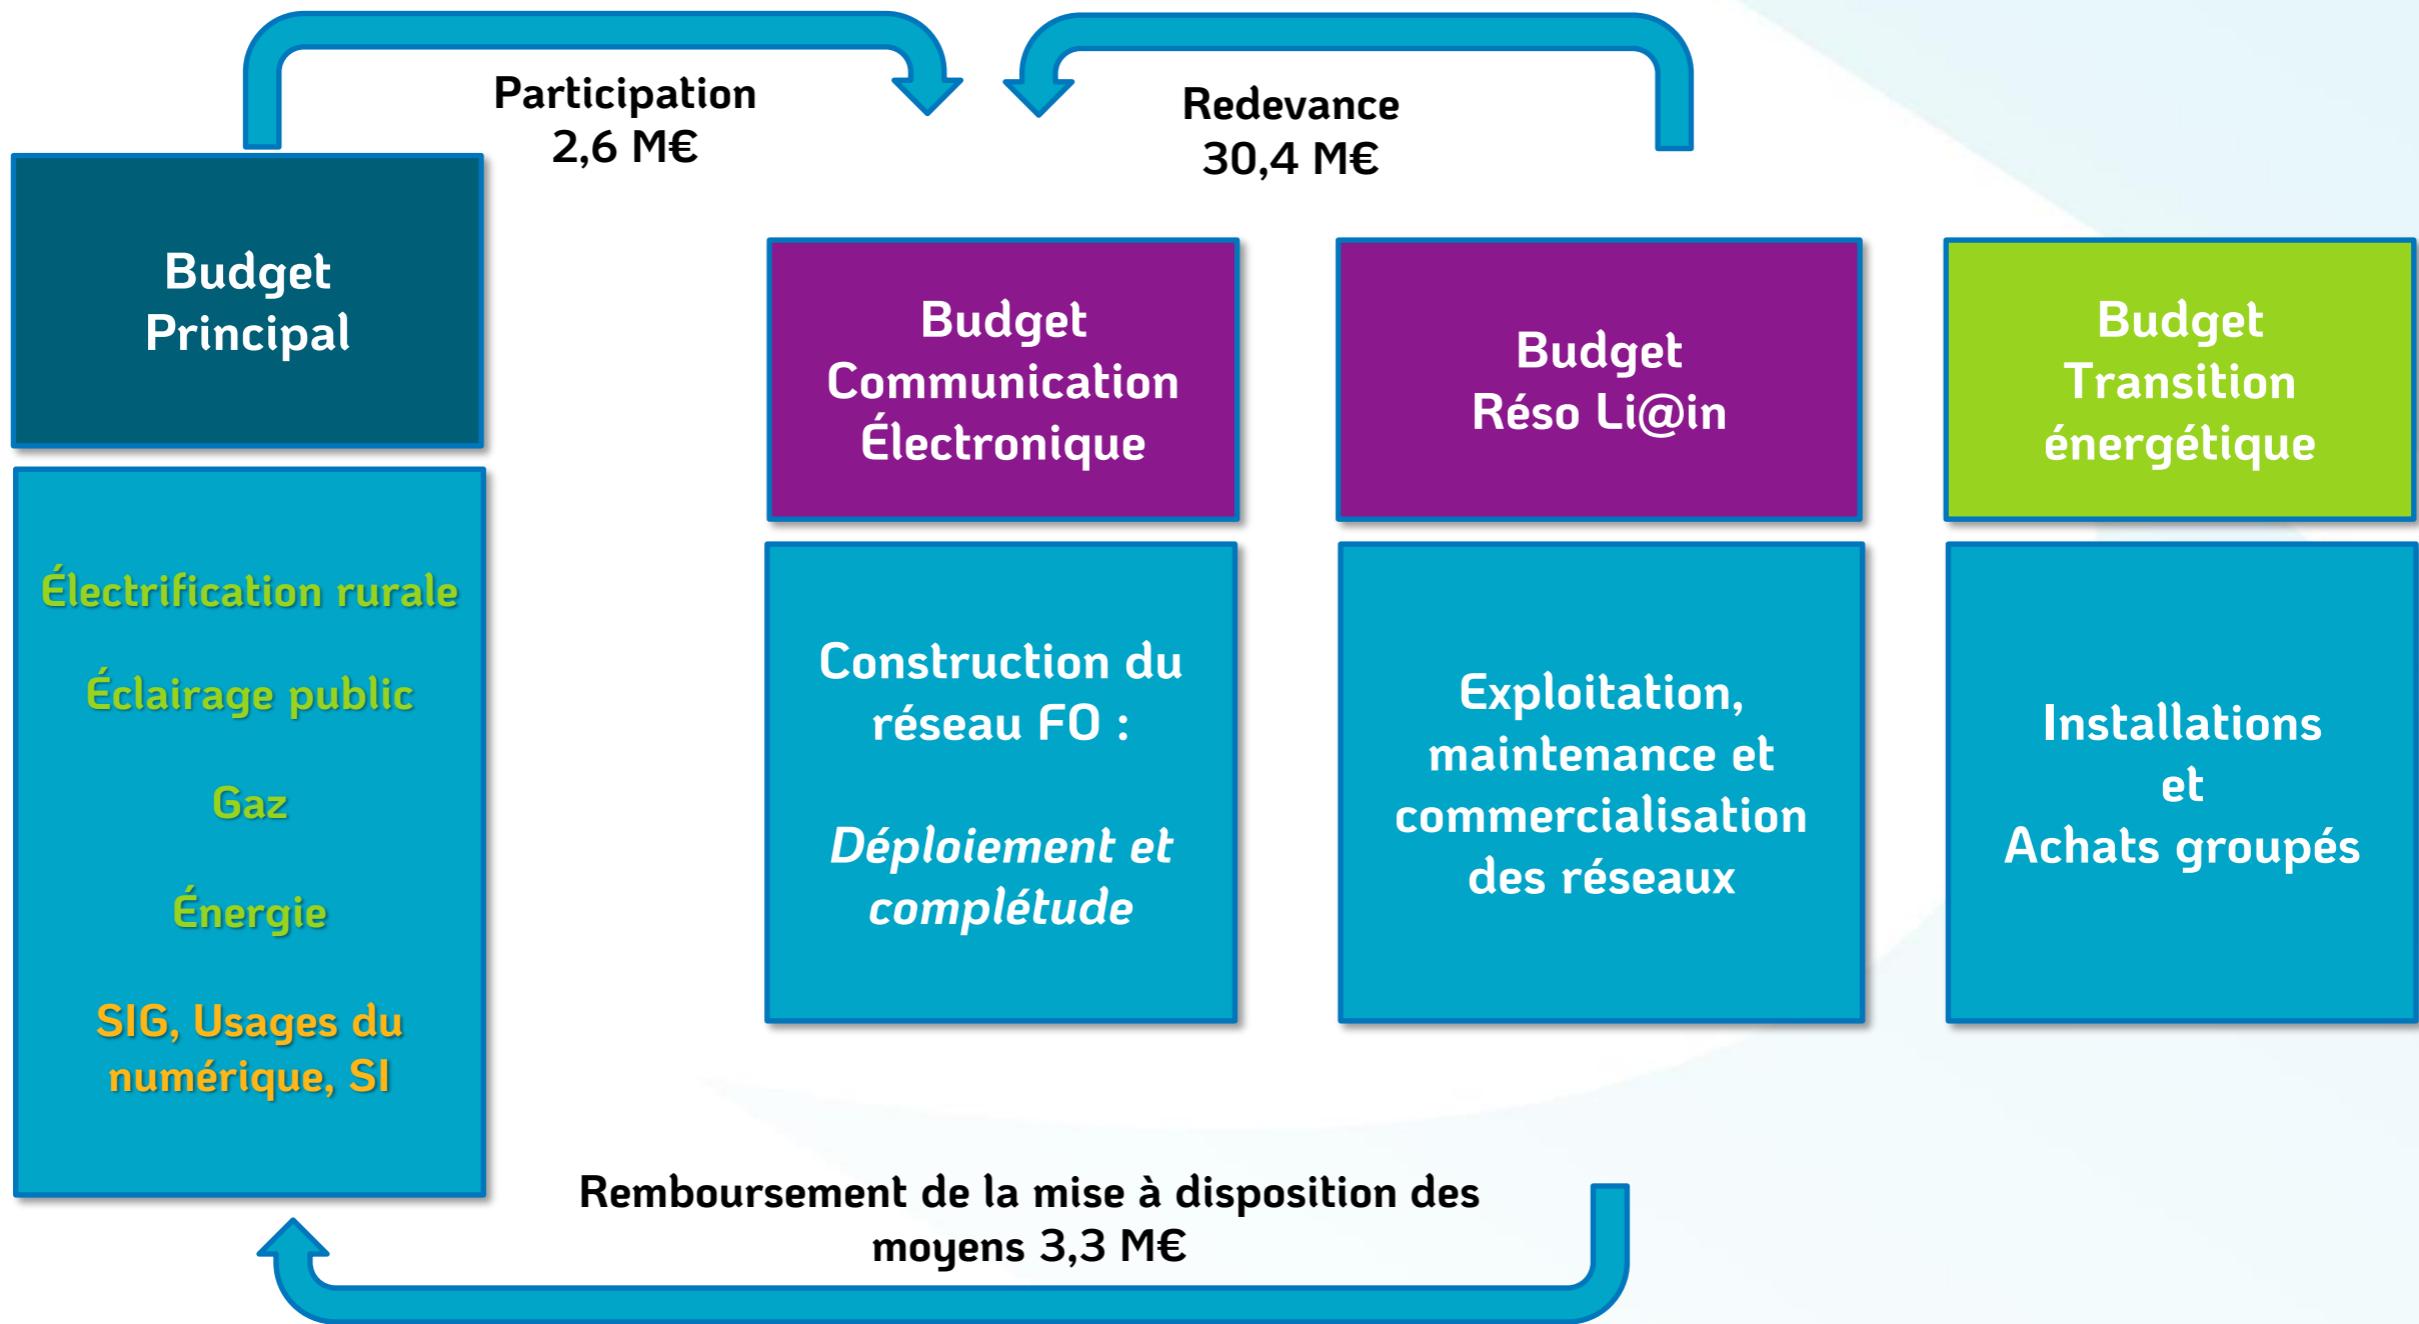 Participation
2,6 M€
Redevance
30,4 M€
Budget
Principal
Électrification rurale
Éclairage public
Gaz
Énergie
SIG, Usages du
numérique, SI
Budget
Communication
Électronique
Construction du
réseau FO :
Déploiement et
complétude
Budget
Réso Li@in
Exploitation,
maintenance et
commercialisation
des réseaux
Budget
Transition
énergétique
Installations
et
Achats groupés
Remboursement de la mise à disposition des
moyens 3,3 M€